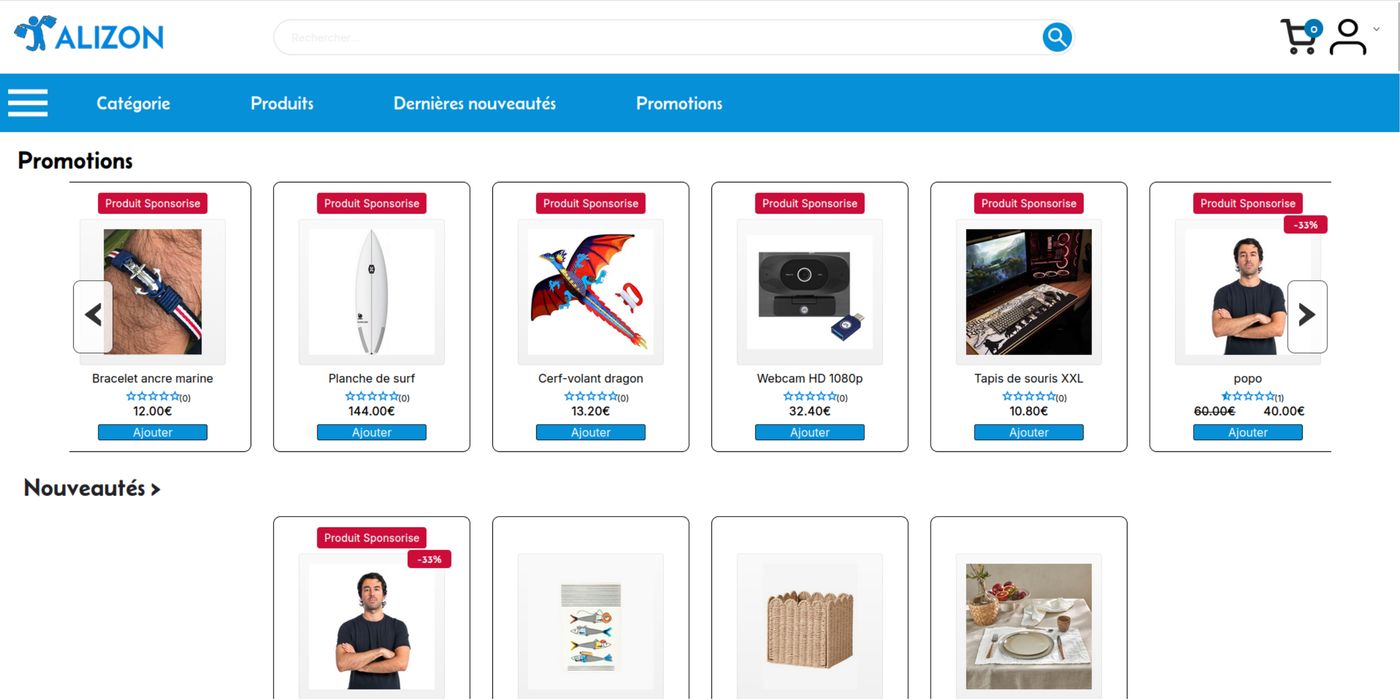 ALIZON
Rechercher...
0
Catégorie Produits Dernières nouveautés Promotions
Promotions
Produit Sponsorise
Bracelet ancre marine
(0)
12.00€
Ajouter
Produit Sponsorise
Planche de surf
(0)
144.00€
Ajouter
Produit Sponsorise
Cerf-volant dragon
(0)
13.20€
Ajouter
Produit Sponsorise
Webcam HD 1080p
(0)
32.40€
Ajouter
Produit Sponsorise
Tapis de souris XXL
(0)
10.80€
Ajouter
Produit Sponsorise
-33%
popo
(1)
60.00€ 40.00€
Ajouter
Nouveautés >
Produit Sponsorise
-33%